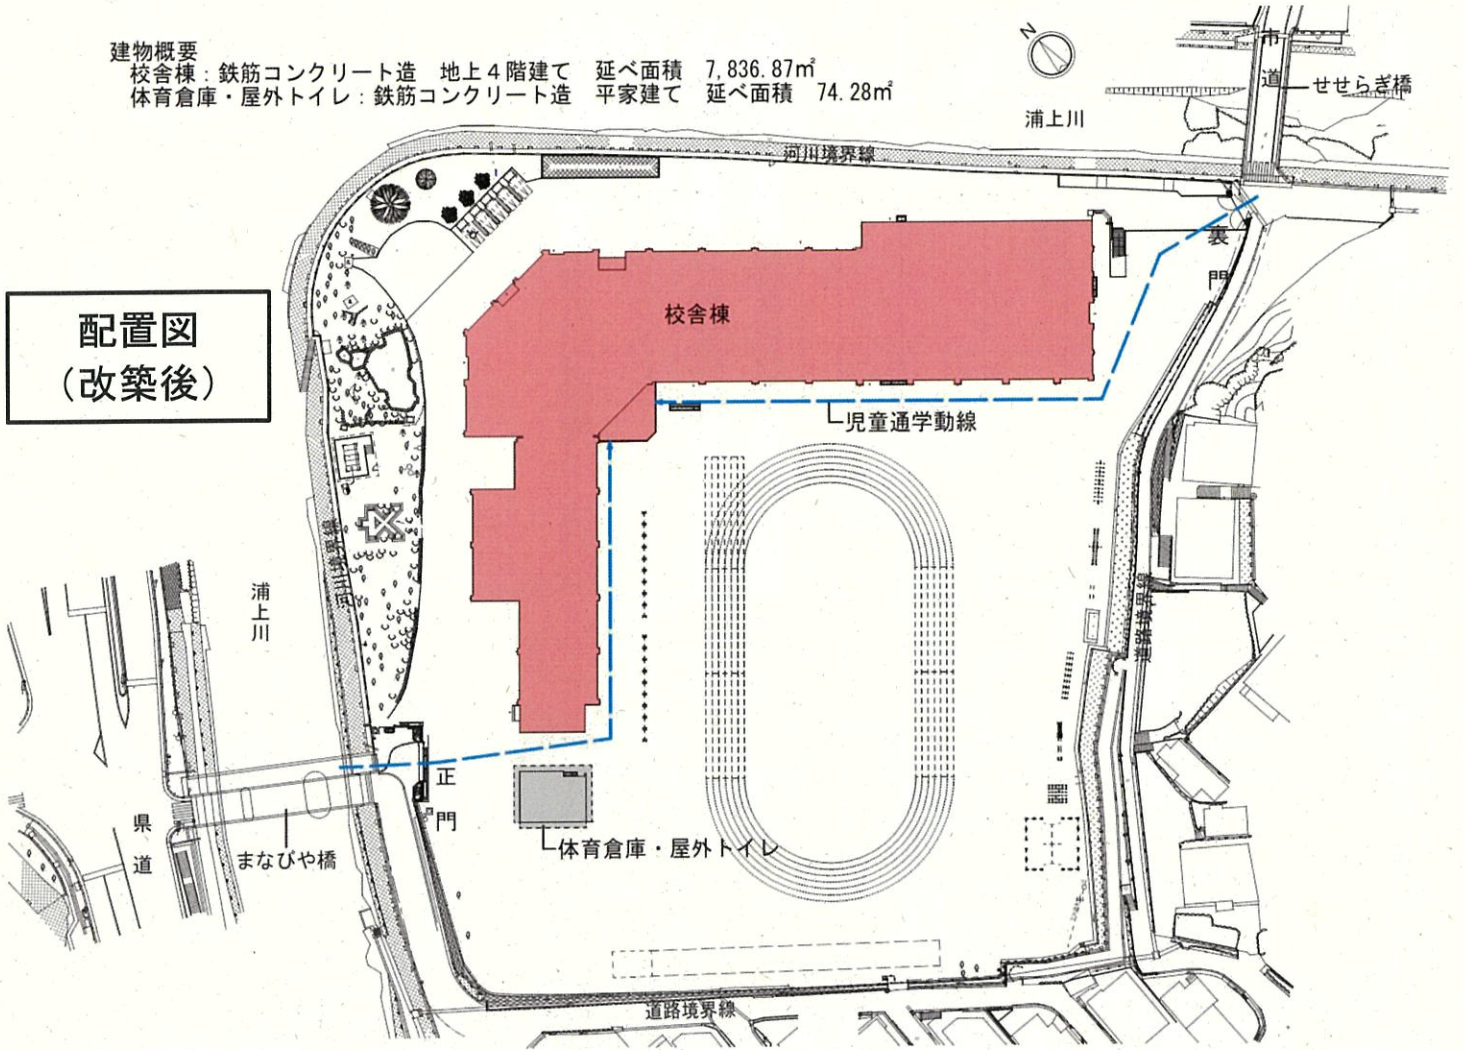 建物概要
校舎棟：鉄筋コンクリート造　地上４階建て　延べ面積　7,836.87㎡
体育倉庫・屋外トイレ：鉄筋コンクリート造　平家建て　延べ面積　74.28㎡
N
市道
せせらぎ橋
浦上川
河川境界線
裏門
配置図
（改築後）
校舎棟
児童通学動線
河川境界線
浦上川
道路境界線
正門
県道
まなびや橋
体育倉庫・屋外トイレ
道路境界線